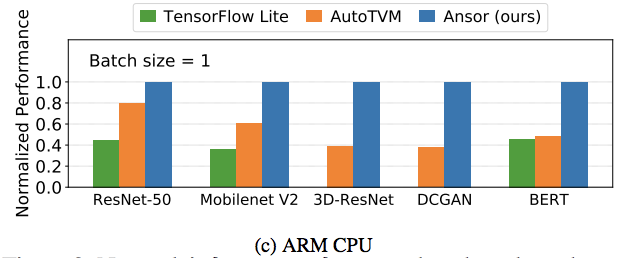 TensorFlow Lite AutoTVM Ansor (ours)
Normalized Performance
Batch size = 1
1.0
0.8
0.6
0.4
0.2
0.0
ResNet-50 Mobilenet V2 3D-ResNet DCGAN BERT
(c) ARM CPU